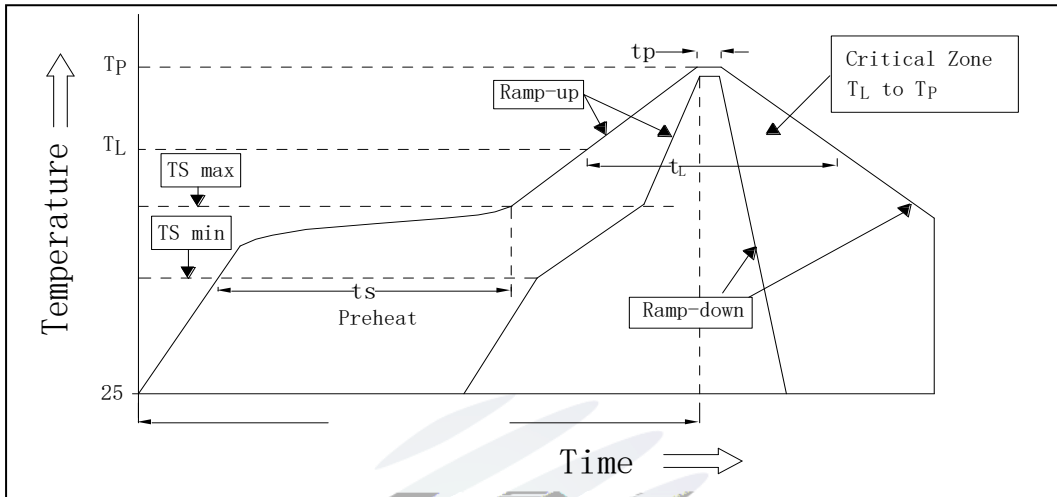 tp
Critical Zone
TL to TP
TP
Ramp-up
TL
TS max
tL
TS min
ts
Preheat
Ramp-down
Temperature
25
Time